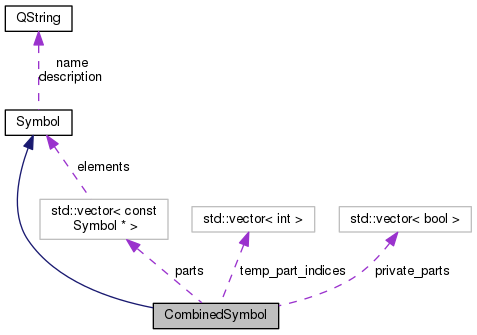 QString
name
description
Symbol
elements
std::vector< const
Symbol * >
std::vector< int >
std::vector< bool >
parts
temp_part_indices
private_parts
CombinedSymbol